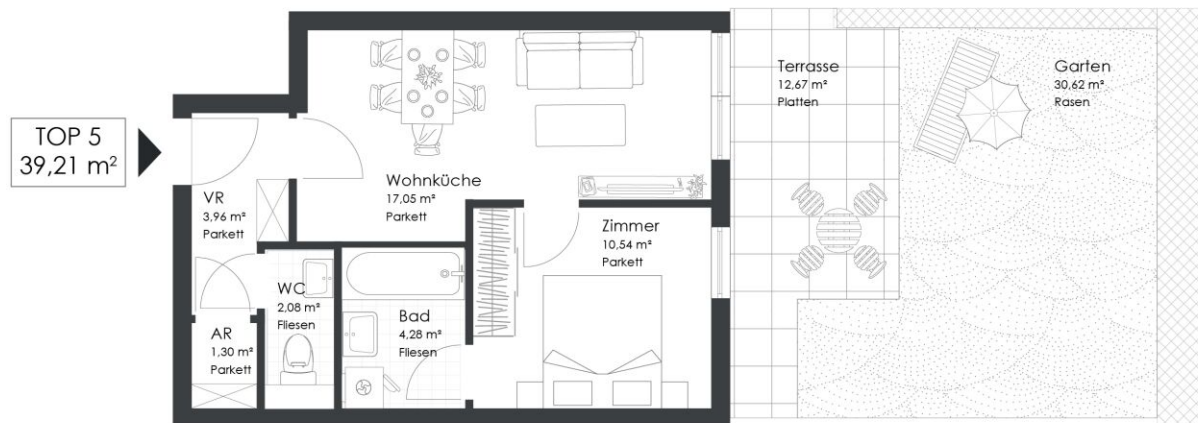 TOP 5
39,21 m²
VR
3,96 m²
Parkett
Wohnküche
17,05 m²
Parkett
Terrasse
12,67 m²
Platten
Garten
30,62 m²
Rasen
Zimmer
10,54 m²
Parkett
WC
2,08 m²
Fliesen
Bad
4,28 m²
Fliesen
AR
1,30 m²
Parkett